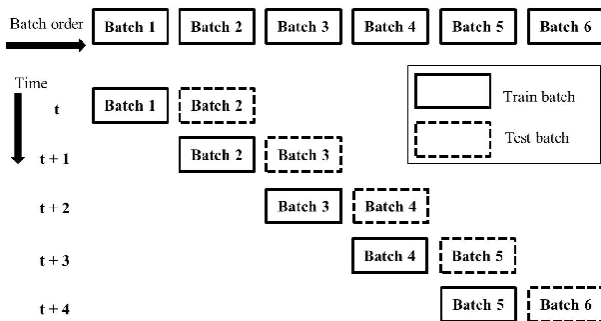 Batch order
Batch 1 Batch 2 Batch 3 Batch 4 Batch 5 Batch 6
Time
Train batch
t Batch 1 Batch 2
Test batch
t + 1 Batch 2 Batch 3
t + 2 Batch 3 Batch 4
t + 3 Batch 4 Batch 5
t + 4 Batch 5 Batch 6